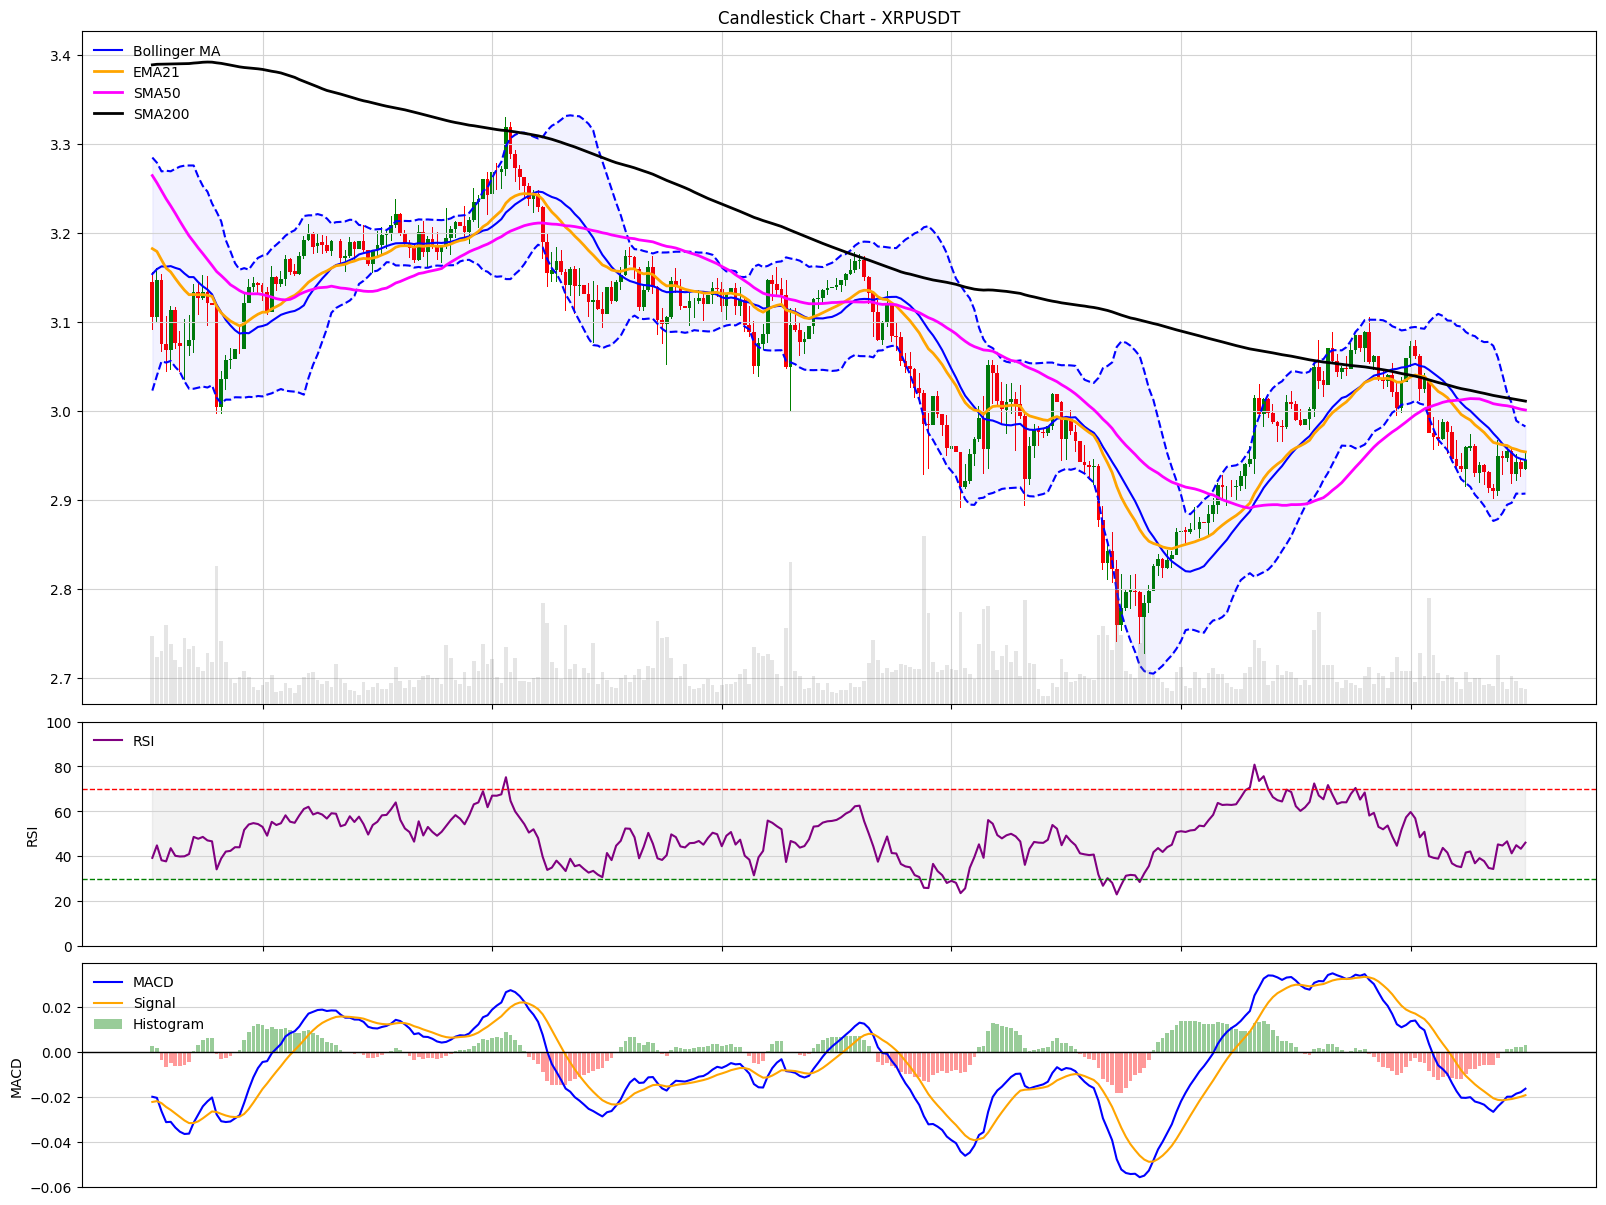 Candlestick Chart - XRPUSDT
Bollinger MA
EMA21
SMA50
SMA200
3.4
3.3
3.2
3.1
3.0
2.9
2.8
2.7
RSI
RSI
100
80
60
40
20
0
MACD
Signal
Histogram
MACD
0.02
0.00
−0.02
−0.04
−0.06